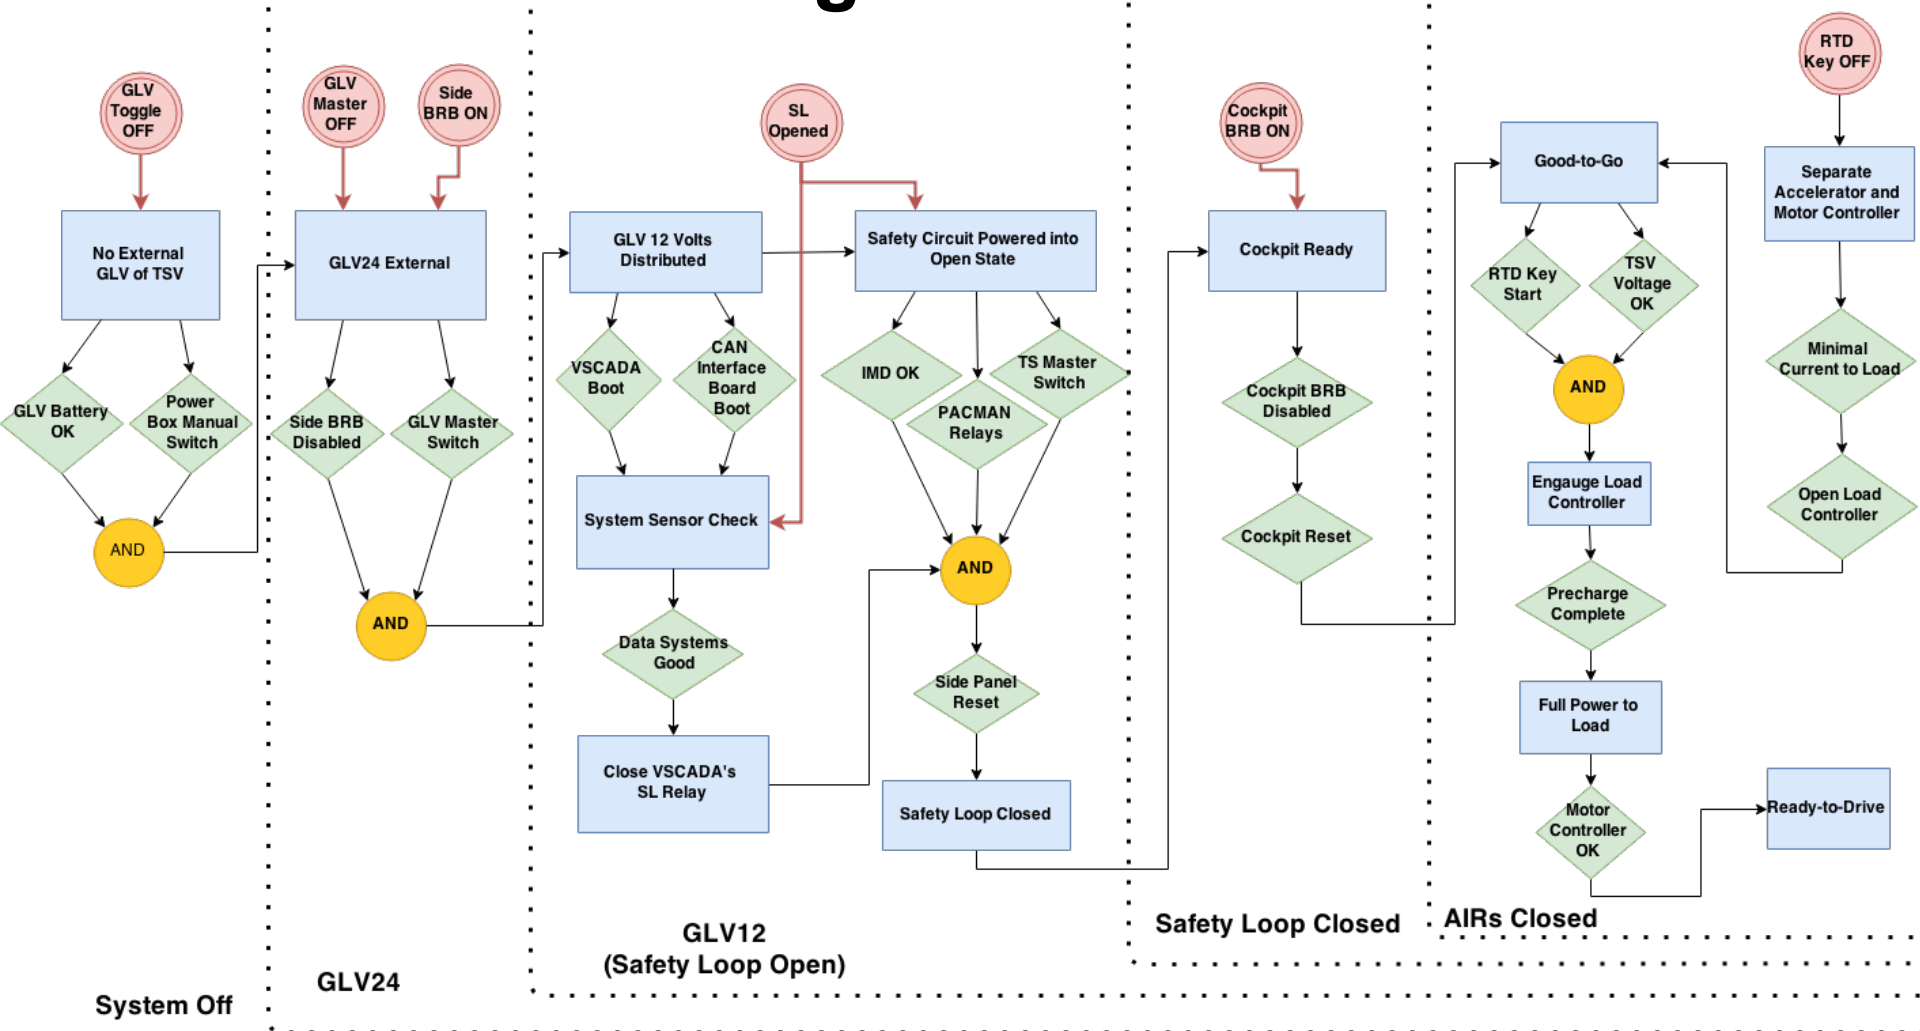 g
GLV
Toggle
OFF
No External
GLV of TSV
GLV Battery
OK
Power
Box Manual
Switch
AND
System Off
GLV
Master
OFF
Side
BRB ON
GLV24 External
Side BRB
Disabled
GLV Master
Switch
AND
GLV24
SL
Opened
GLV 12 Volts
Distributed
Safety Circuit Powered into
Open State
VSCADA
Boot
CAN
Interface
Board
Boot
IMD OK
PACMAN
Relays
TS Master
Switch
System Sensor Check
AND
Data Systems
Good
Side Panel
Reset
Close VSCADA's
SL Relay
Safety Loop Closed
GLV12
(Safety Loop Open)
Cockpit
BRB ON
Cockpit Ready
Cockpit BRB
Disabled
Cockpit Reset
Safety Loop Closed
RTD
Key OFF
Good-to-Go
Separate
Accelerator and
Motor Controller
RTD Key
Start
TSV
Voltage
OK
Minimal
Current to Load
AND
Engauge Load
Controller
Open Load
Controller
Precharge
Complete
Full Power to
Load
Motor
Controller
OK
Ready-to-Drive
AIRs Closed